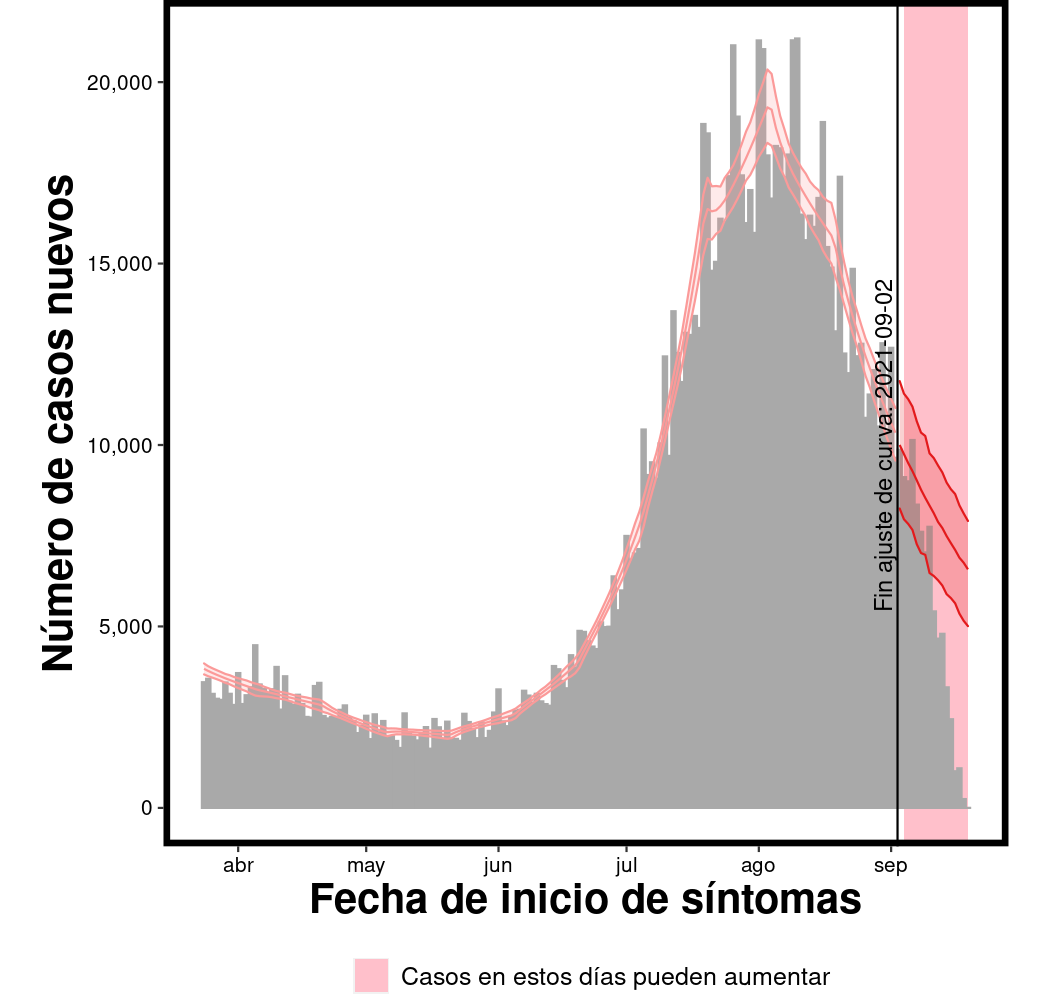 Número de casos nuevos
20,000
15,000
10,000
5,000
0
Fin ajuste de curva: 2021-09-02
abr may jun jul ago sep
Fecha de inicio de síntomas
Casos en estos días pueden aumentar